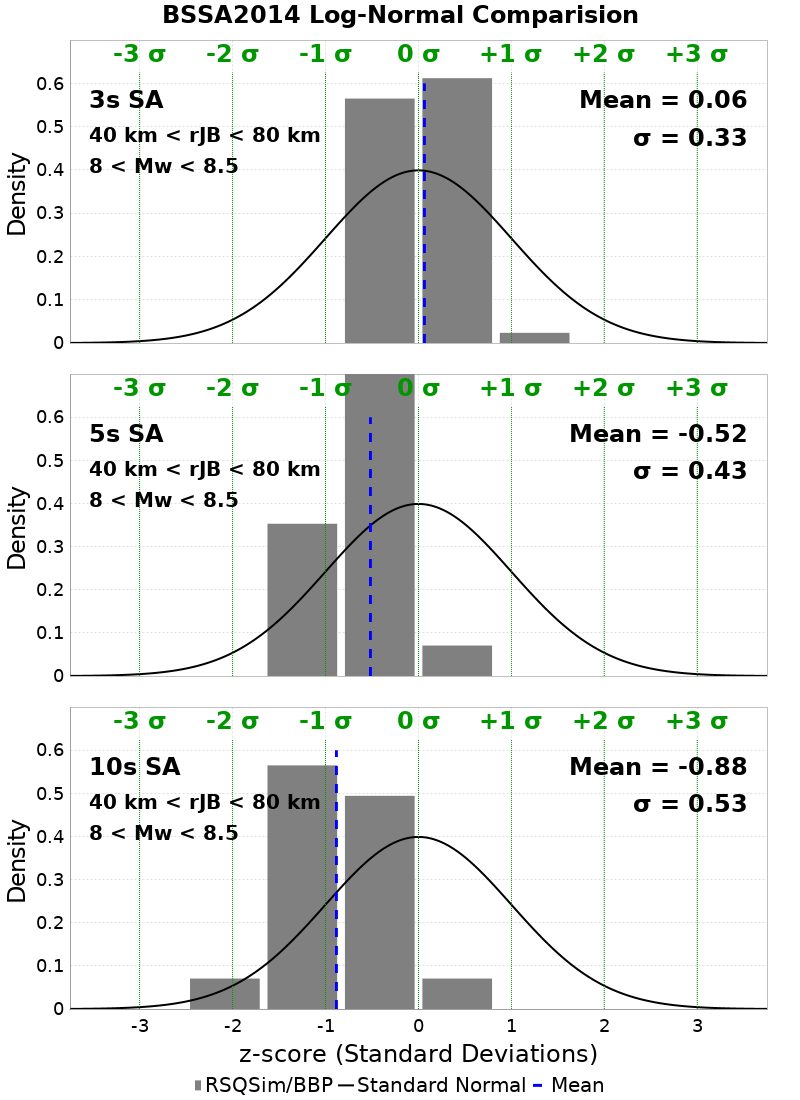 BSSA2014 Log-Normal Comparision
-3 σ -2 σ -1 σ 0 σ +1 σ +2 σ +3 σ
3s SA
40 km < rJB < 80 km
8 < Mw < 8.5
Mean = 0.06
σ = 0.33
Density
0.6
0.5
0.4
0.3
0.2
0.1
0
-3 σ -2 σ -1 σ 0 σ +1 σ +2 σ +3 σ
5s SA
40 km < rJB < 80 km
8 < Mw < 8.5
Mean = -0.52
σ = 0.43
Density
0.6
0.5
0.4
0.3
0.2
0.1
0
-3 σ -2 σ -1 σ 0 σ +1 σ +2 σ +3 σ
10s SA
40 km < rJB < 80 km
8 < Mw < 8.5
Mean = -0.88
σ = 0.53
Density
0.6
0.5
0.4
0.3
0.2
0.1
0
-3 -2 -1 0 1 2 3
z-score (Standard Deviations)
RSQSim/BBP Standard Normal Mean